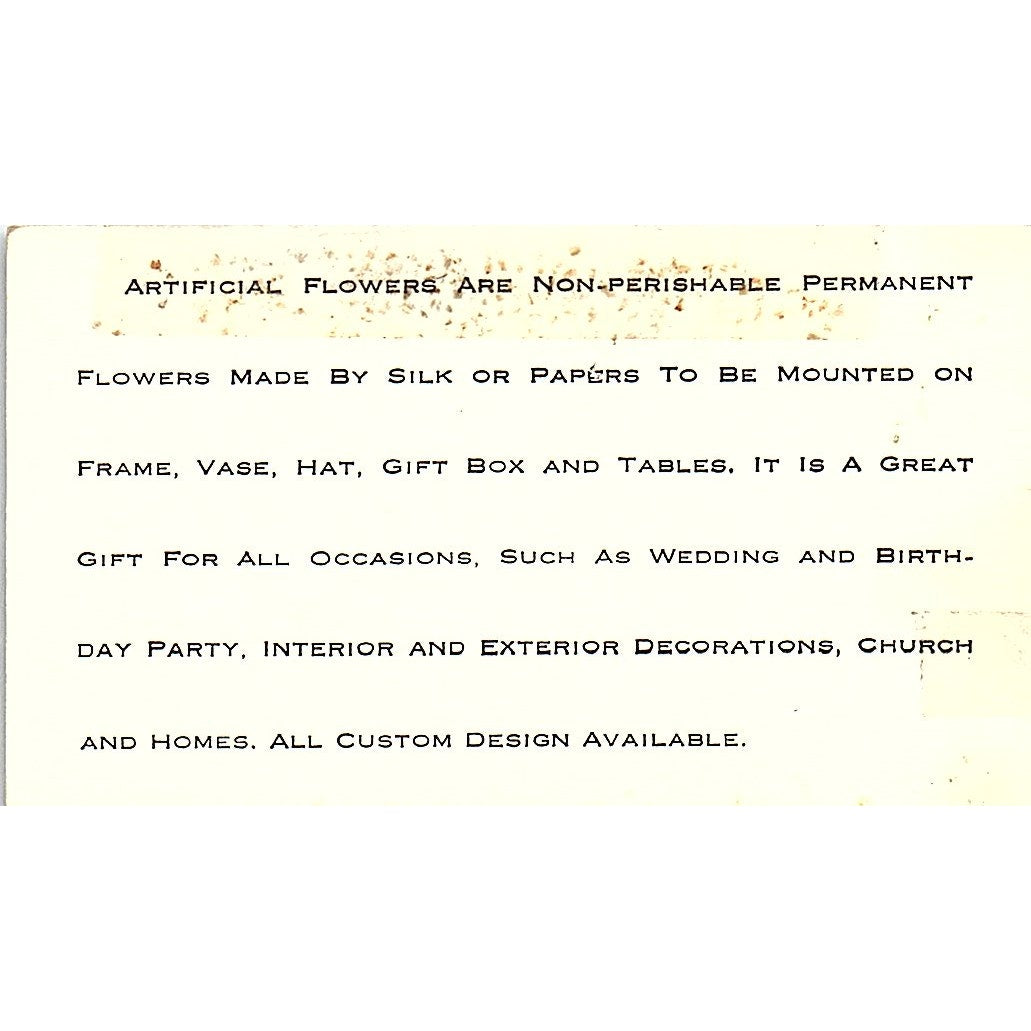 Artificial Flowers Are Non-perishable Permanent
Flowers Made By Silk or Papers To Be Mounted on
Frame, Vase, Hat, Gift Box and Tables. It Is A Great
Gift For All Occasions, Such As Wedding and Birth-
day Party, Interior and Exterior Decorations, Church
and Homes. All Custom Design Available.